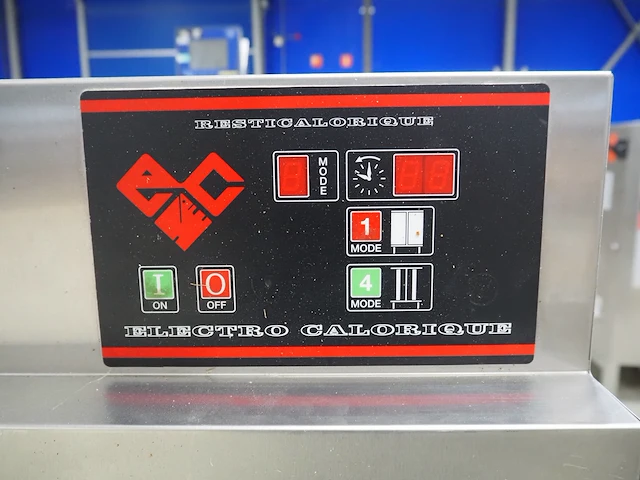 RESTICALORIQUE
MODE
1
MODE
4
MODE
I
ON
O
OFF
ELECTRO CALORIQUE